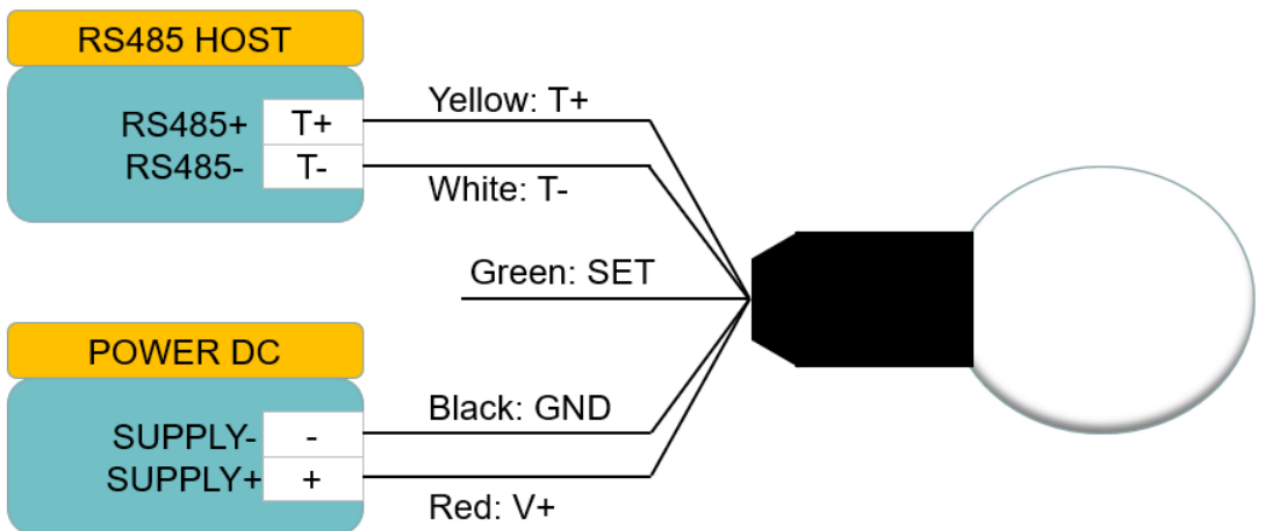 RS485 HOST
RS485+ T+
RS485- T-
Yellow: T+
White: T-
Green: SET
POWER DC
SUPPLY- -
SUPPLY+ +
Black: GND
Red: V+